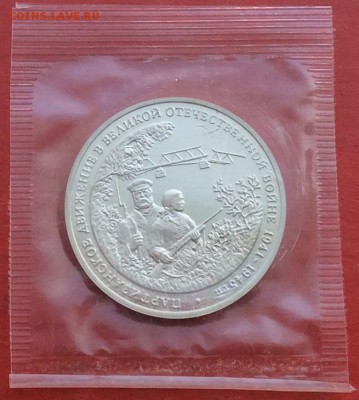 COINS.LAVE.RU
ПАРТИЗАНСКОЕ ДВИЖЕНИЕ В ВЕЛИКОЙ ОТЕЧЕСТВЕННОЙ ВОЙНЕ 1941-1945 гг.